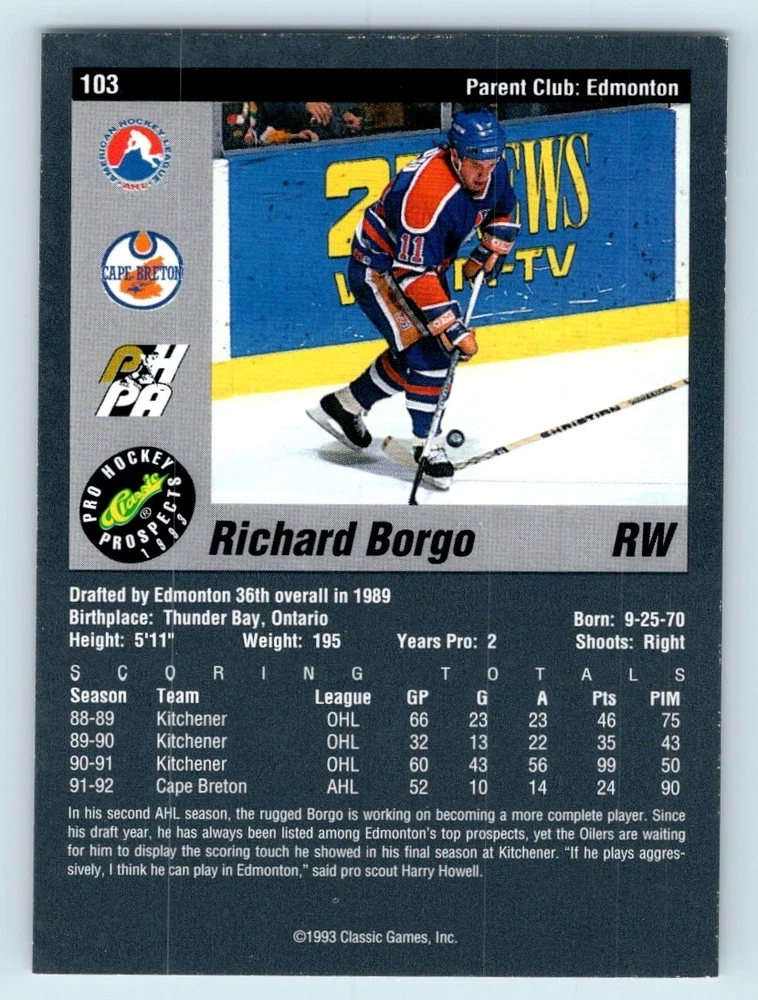 103 Parent Club: Edmonton
AMERICAN HOCKEY LEAGUE
AHL
CAPE BRETON
PH
PA
PRO HOCKEY
Classic®
PROSPECTS
1993
NEWS
-TV
11
CHRISTIAN
Richard Borgo RW
Drafted by Edmonton 36th overall in 1989
Birthplace: Thunder Bay, Ontario Born: 9-25-70
Height: 5'11" Weight: 195 Years Pro: 2 Shoots: Right
SCORING TOTALS
Season Team League GP G A Pts PIM
88-89 Kitchener OHL 66 23 23 46 75
89-90 Kitchener OHL 32 13 22 35 43
90-91 Kitchener OHL 60 43 56 99 50
91-92 Cape Breton AHL 52 10 14 24 90
In his second AHL season, the rugged Borgo is working on becoming a more complete player. Since
his draft year, he has always been listed among Edmonton's top prospects, yet the Oilers are waiting
for him to display the scoring touch he showed in his final season at Kitchener. “If he plays aggres-
sively, I think he can play in Edmonton,” said pro scout Harry Howell.
©1993 Classic Games, Inc.